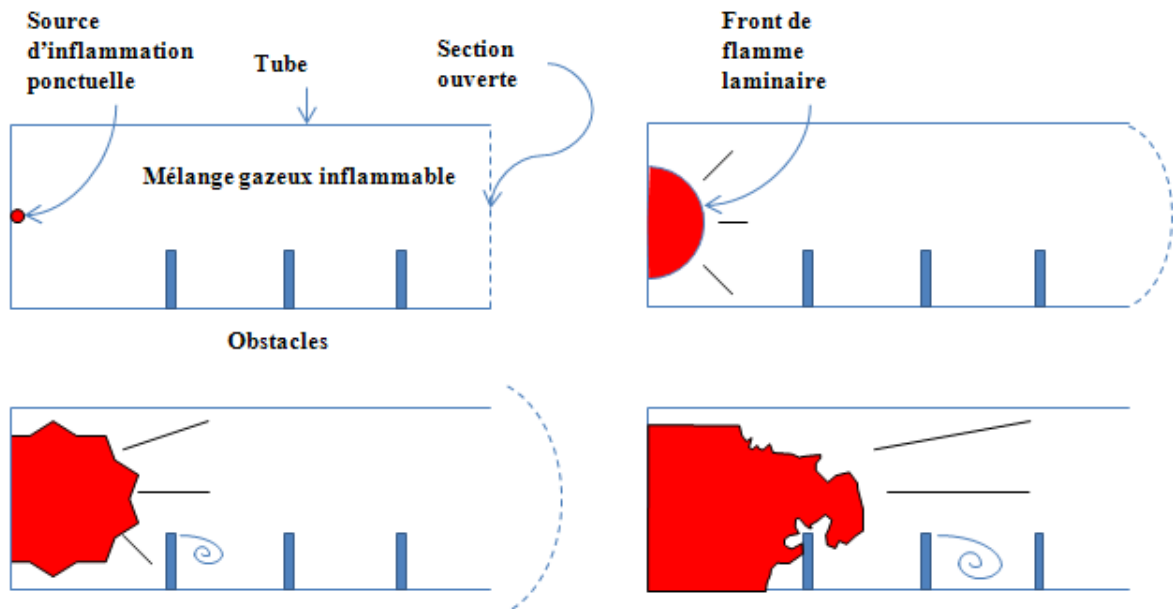 Source
d'inflammation
ponctuelle
Tube
Section
ouverte
Front de
flamme
laminaire
Mélange gazeux inflammable
Obstacles